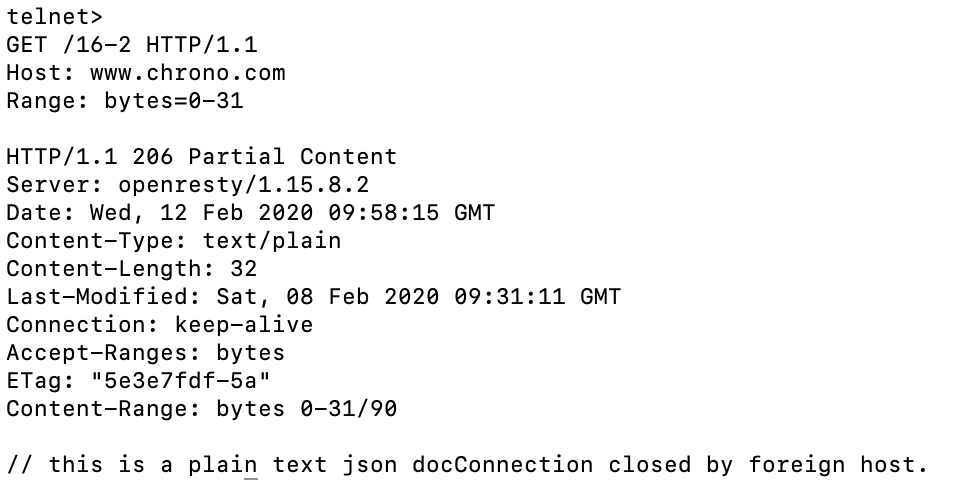 telnet>
GET /16-2 HTTP/1.1
Host: www.chrono.com
Range: bytes=0-31
HTTP/1.1 206 Partial Content
Server: openresty/1.15.8.2
Date: Wed, 12 Feb 2020 09:58:15 GMT
Content-Type: text/plain
Content-Length: 32
Last-Modified: Sat, 08 Feb 2020 09:31:11 GMT
Connection: keep-alive
Accept-Ranges: bytes
ETag: "5e3e7fdf-5a"
Content-Range: bytes 0-31/90
// this is a plain text json docConnection closed by foreign host.